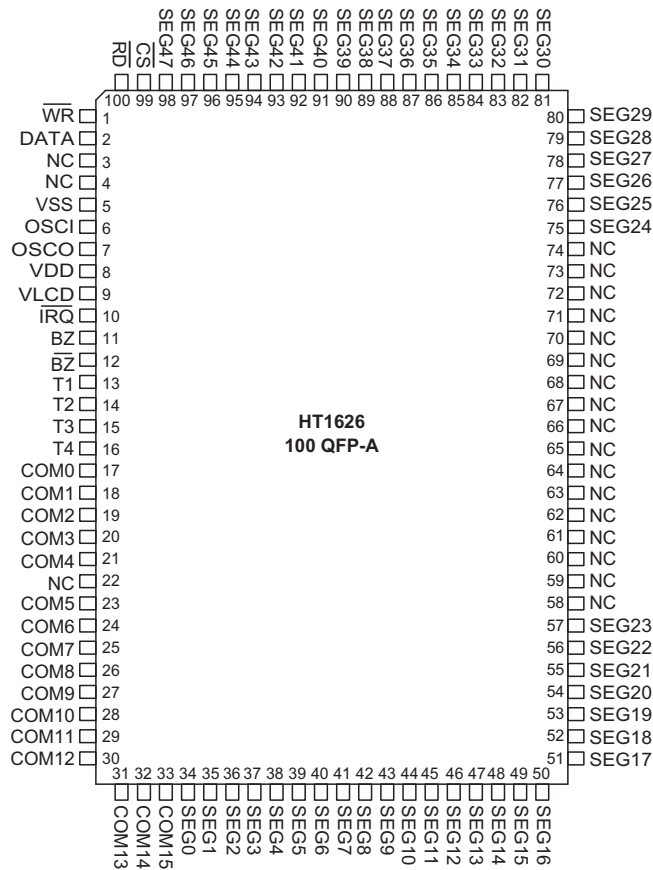 RD
CS
SEG47
SEG46
SEG45
SEG44
SEG43
SEG42
SEG41
SEG40
SEG39
SEG38
SEG37
SEG36
SEG35
SEG34
SEG33
SEG32
SEG31
SEG30
100 99 98 97 96 95 94 93 92 91 90 89 88 87 86 85 84 83 82 81
WR 1
DATA 2
NC 3
NC 4
VSS 5
OSCI 6
OSCO 7
VDD 8
VLCD 9
IRQ 10
BZ 11
BZ 12
T1 13
T2 14
T3 15
T4 16
COM0 17
COM1 18
COM2 19
COM3 20
COM4 21
NC 22
COM5 23
COM6 24
COM7 25
COM8 26
COM9 27
COM10 28
COM11 29
COM12 30
HT1626
100 QFP-A
80 SEG29
79 SEG28
78 SEG27
77 SEG26
76 SEG25
75 SEG24
74 NC
73 NC
72 NC
71 NC
70 NC
69 NC
68 NC
67 NC
66 NC
65 NC
64 NC
63 NC
62 NC
61 NC
60 NC
59 NC
58 NC
57 SEG23
56 SEG22
55 SEG21
54 SEG20
53 SEG19
52 SEG18
51 SEG17
31 32 33 34 35 36 37 38 39 40 41 42 43 44 45 46 47 48 49 50
COM13
COM14
COM15
SEG0
SEG1
SEG2
SEG3
SEG4
SEG5
SEG6
SEG7
SEG8
SEG9
SEG10
SEG11
SEG12
SEG13
SEG14
SEG15
SEG16